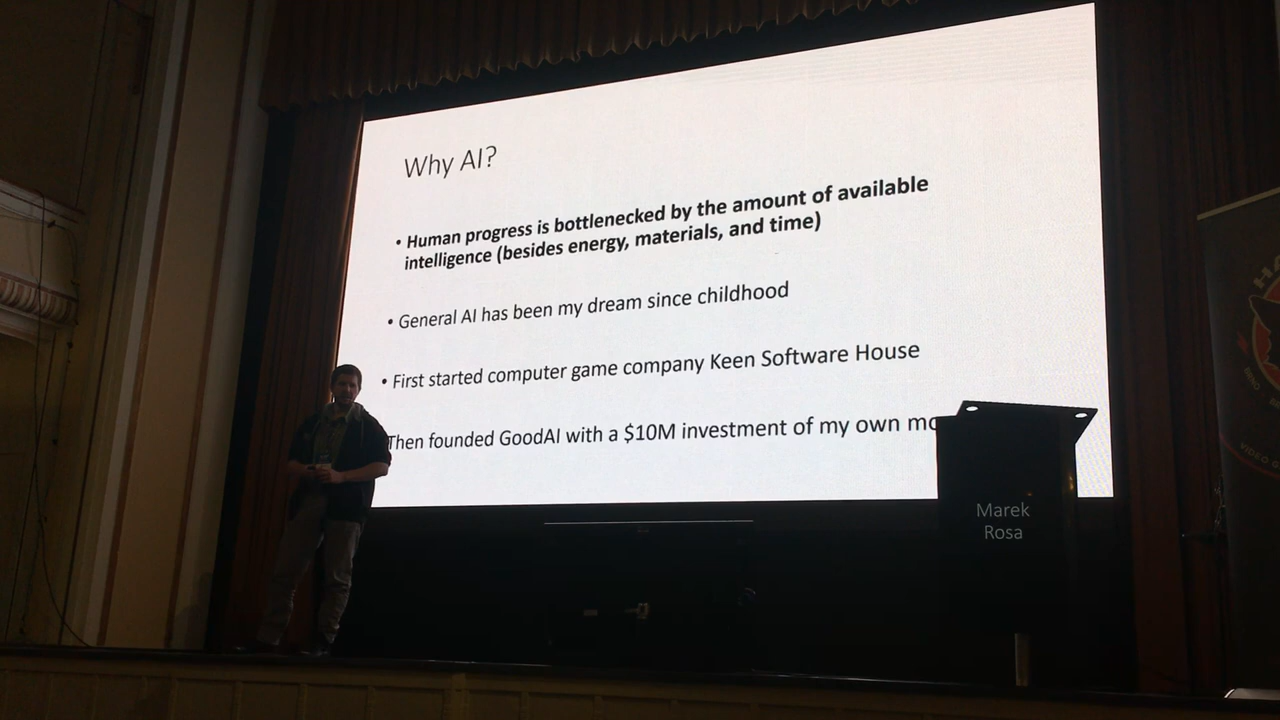 Why AI?
• Human progress is bottlenecked by the amount of available
intelligence (besides energy, materials, and time)
• General AI has been my dream since childhood
• First started computer game company Keen Software House
Then founded GoodAI with a $10M investment of my own
Marek
Rosa
VIDEO